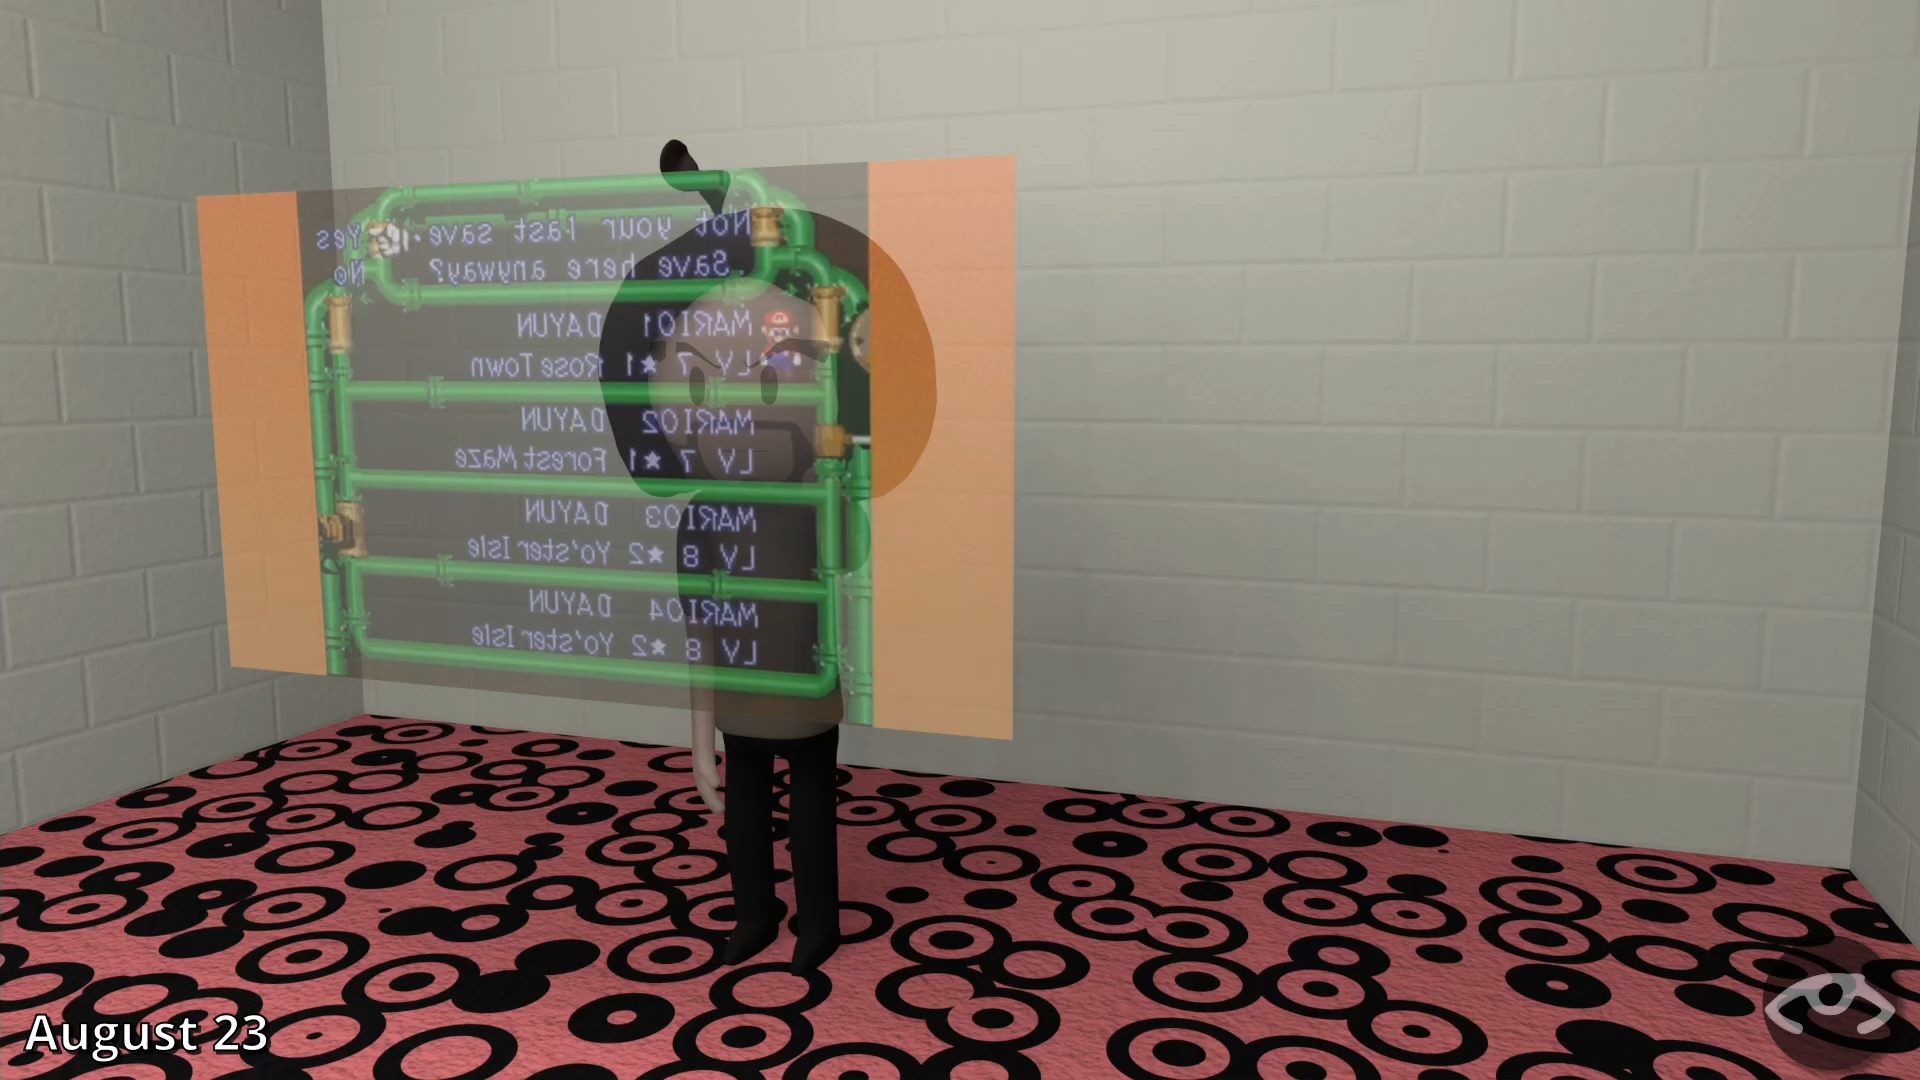 Not your last save. Yes
Save here anyway? No
MARIO1 DAYUN
LV 7 ★1 Rose Town
MARIO2 DAYUN
LV 7 ★1 Forest Maze
MARIO3 DAYUN
LV 8 ★2 Yo'ster Isle
MARIO4 DAYUN
LV 8 ★2 Yo'ster Isle
August 23